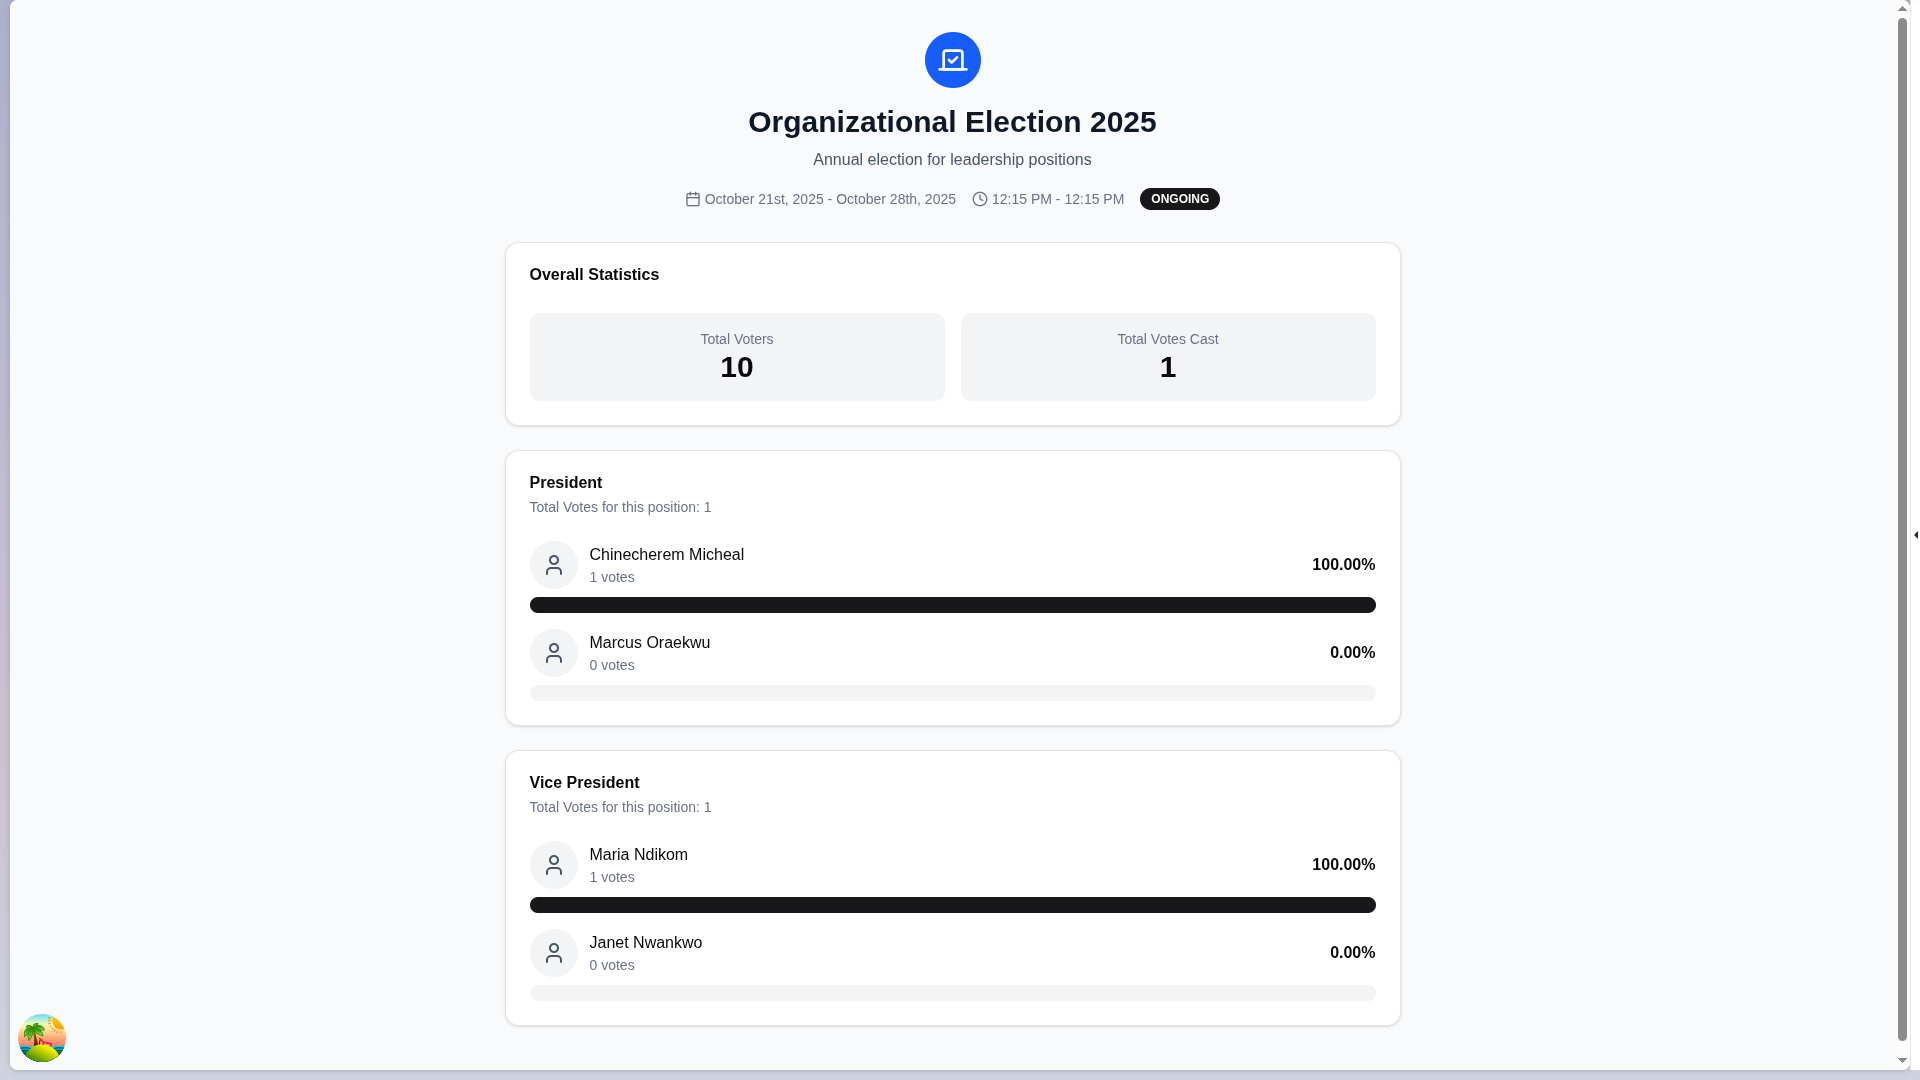 Organizational Election 2025
Annual election for leadership positions
October 21st, 2025 - October 28th, 2025 12:15 PM - 12:15 PM ONGOING
Overall Statistics
Total Voters
10
Total Votes Cast
1
President
Total Votes for this position: 1
Chinecherem Micheal
1 votes
100.00%
Marcus Oraekwu
0 votes
0.00%
Vice President
Total Votes for this position: 1
Maria Ndikom
1 votes
100.00%
Janet Nwankwo
0 votes
0.00%